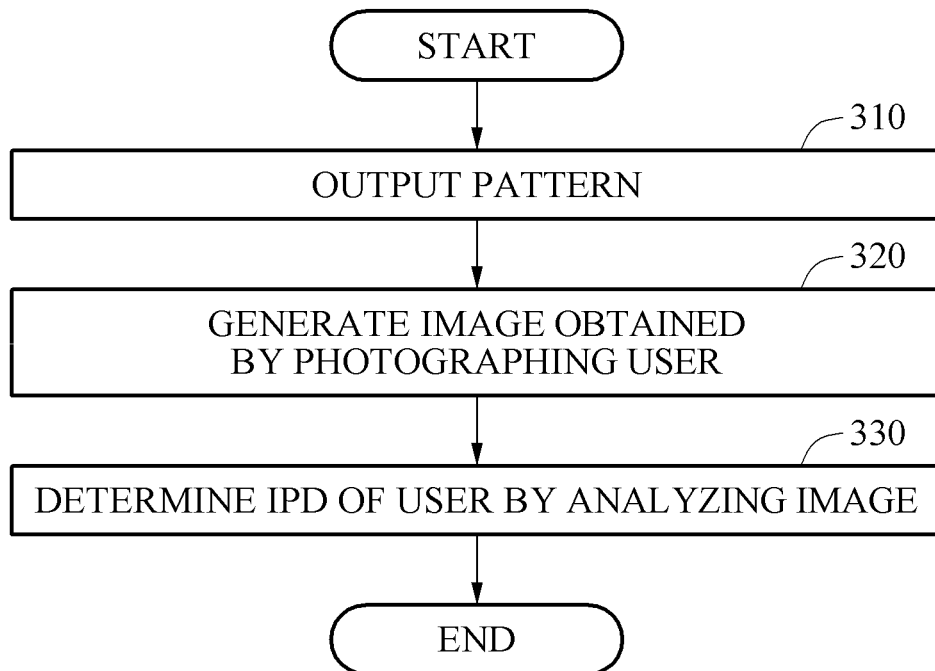 START
310
OUTPUT PATTERN
320
GENERATE IMAGE OBTAINED
BY PHOTOGRAPHING USER
330
DETERMINE IPD OF USER BY ANALYZING IMAGE
END